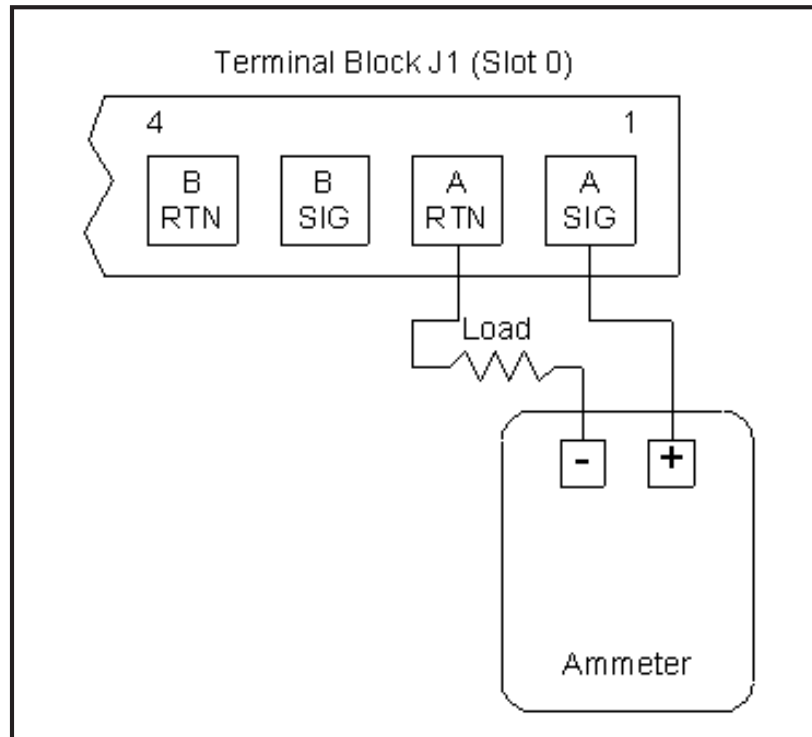 Terminal Block J1 (Slot 0)
4 1
B B A A
RTN SIG RTN SIG
Load
- +
Ammeter